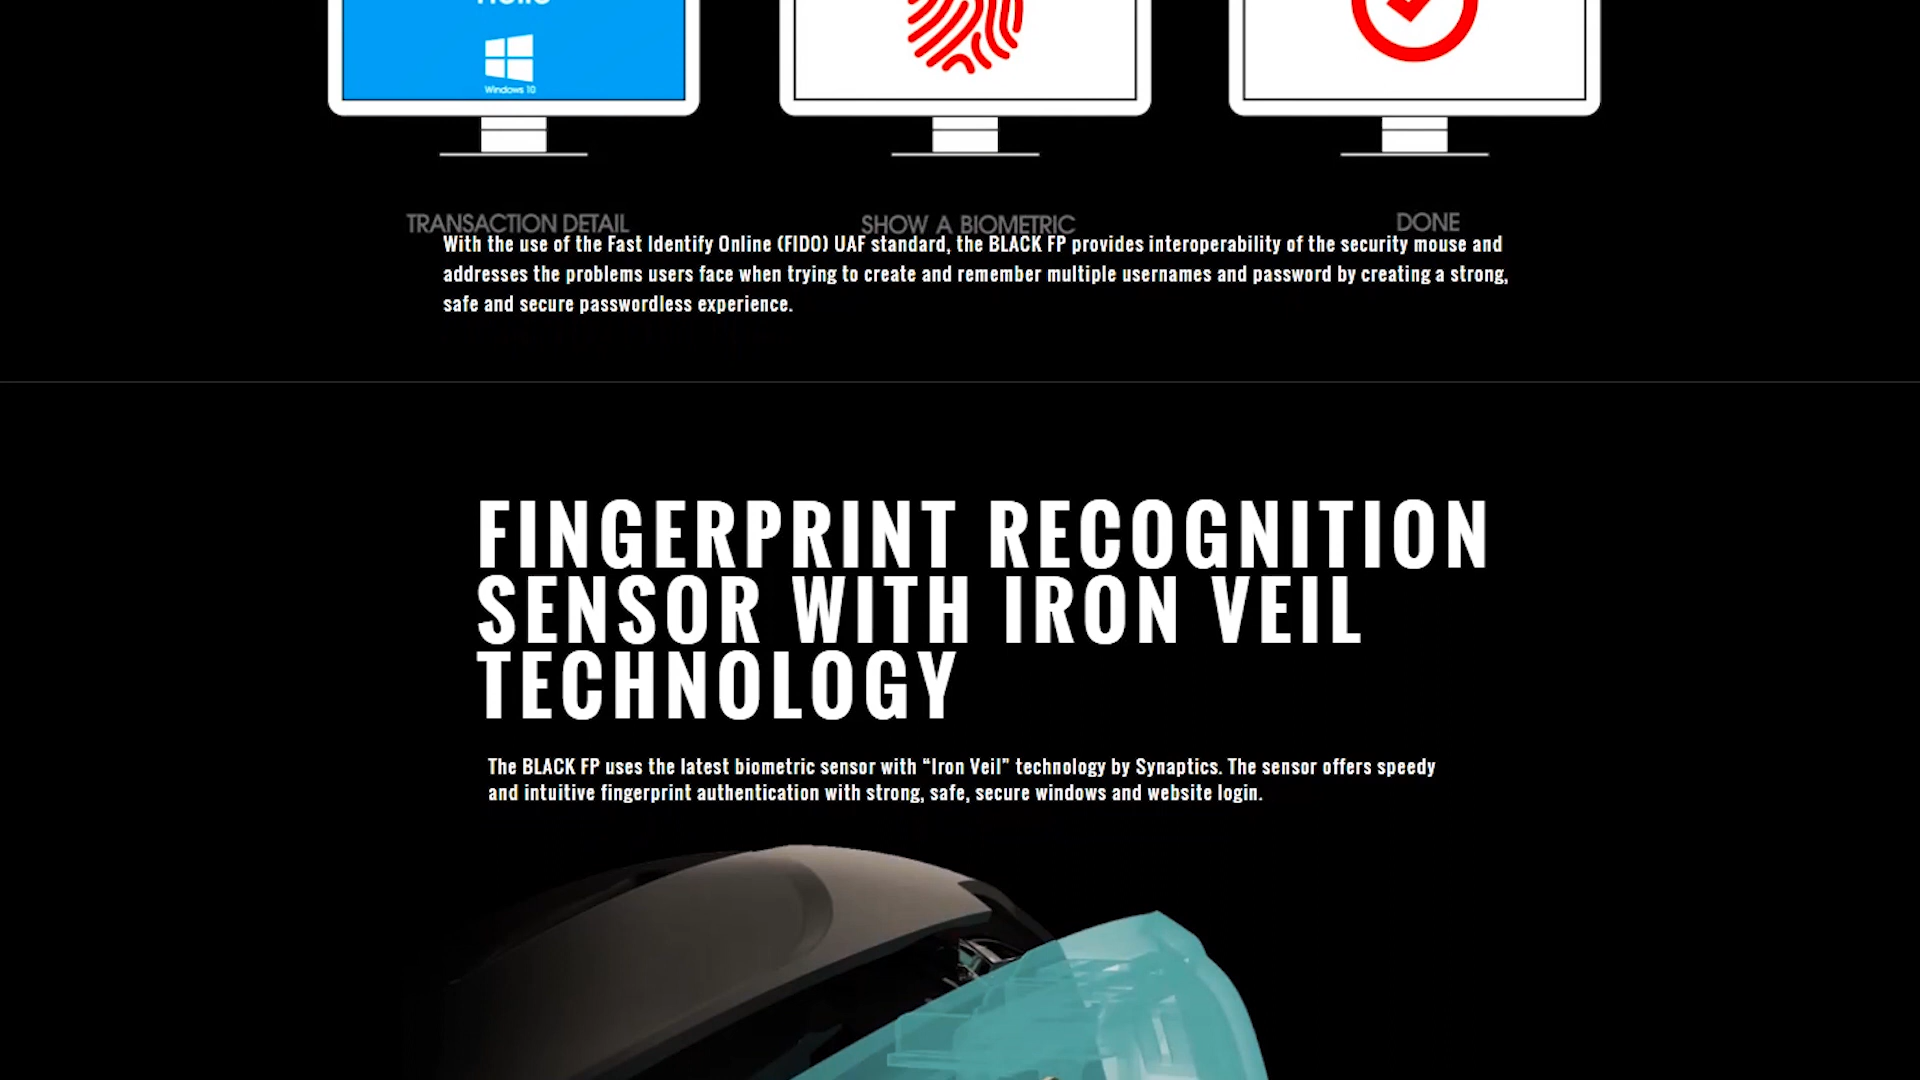 Hello
Windows 10
TRANSACTION DETAIL
SHOW A BIOMETRIC
DONE
With the use of the Fast Identify Online (FIDO) UAF standard, the BLACK FP provides interoperability of the security mouse and
addresses the problems users face when trying to create and remember multiple usernames and password by creating a strong,
safe and secure passwordless experience.
FINGERPRINT RECOGNITION
SENSOR WITH IRON VEIL
TECHNOLOGY
The BLACK FP uses the latest biometric sensor with “Iron Veil” technology by Synaptics. The sensor offers speedy
and intuitive fingerprint authentication with strong, safe, secure windows and website login.